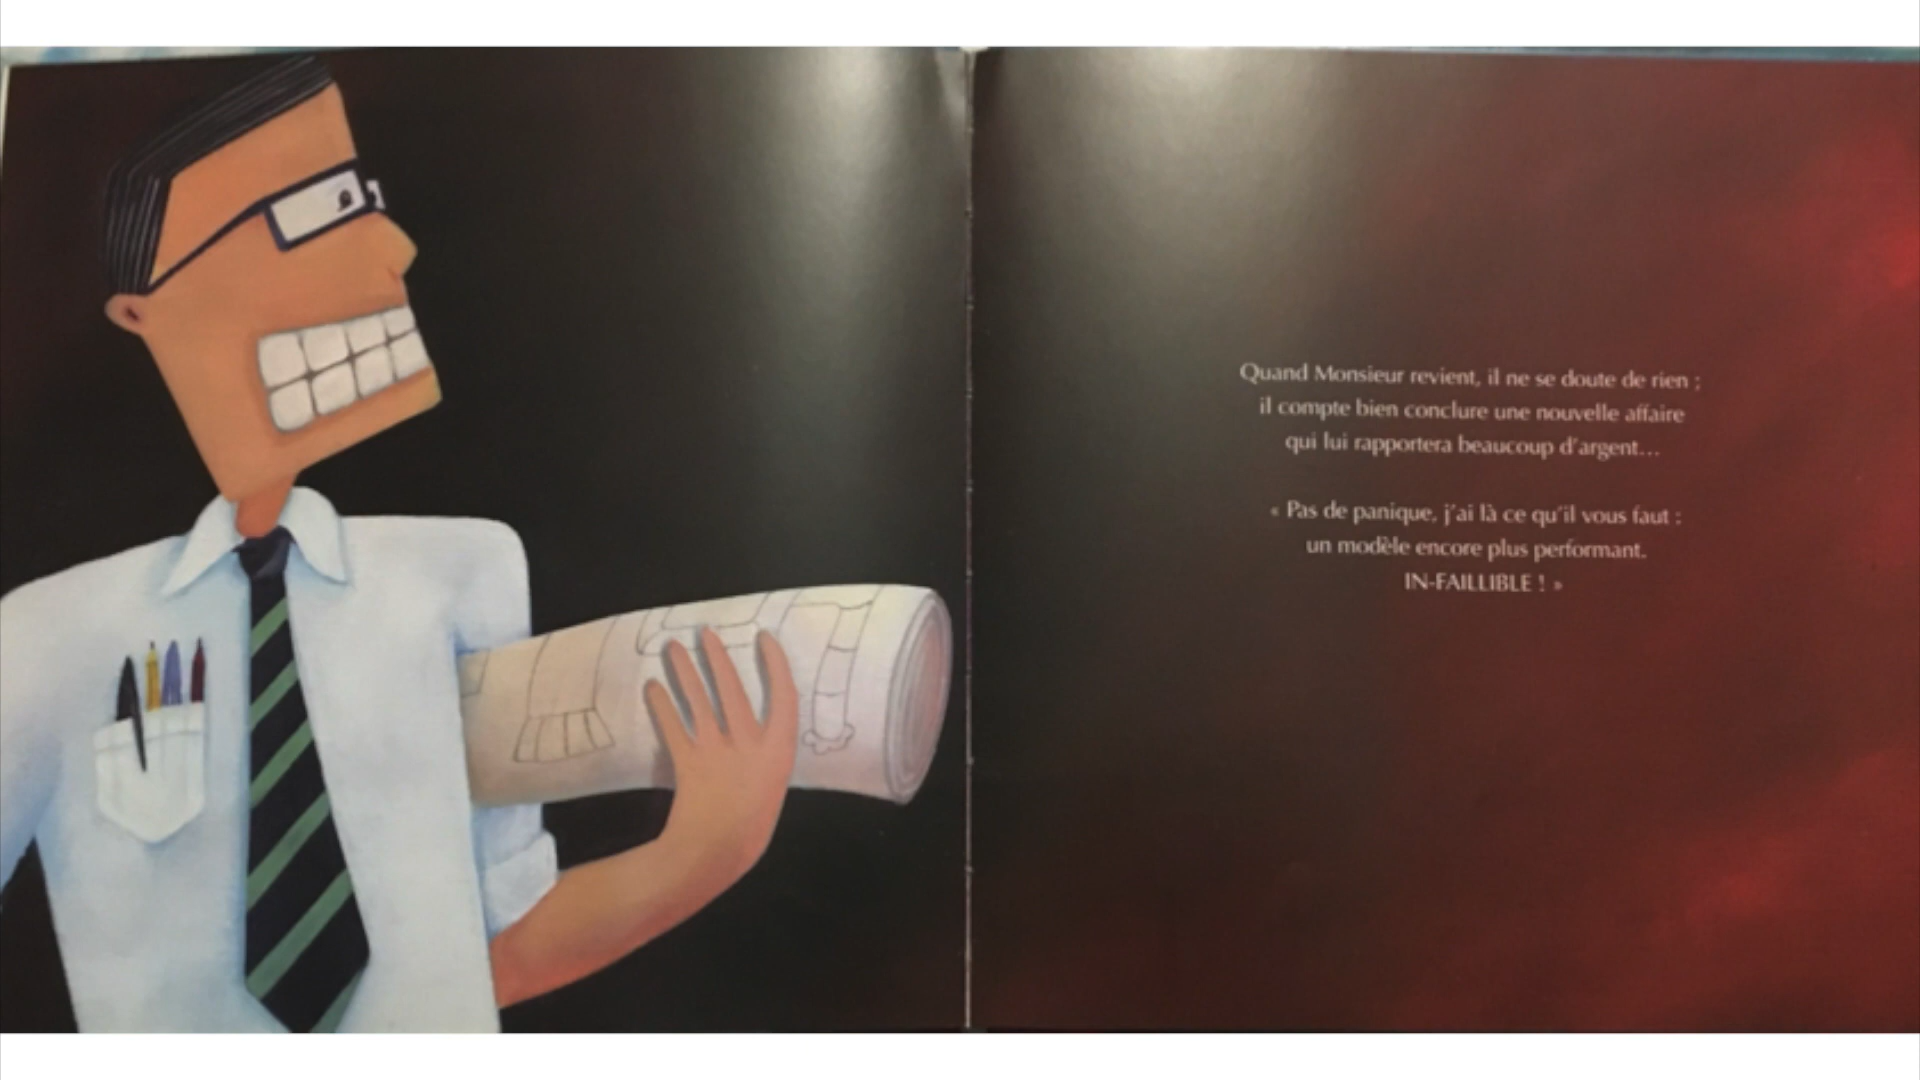 Quand Monsieur revient, il ne se doute de rien ;
il compte bien conclure une nouvelle affaire
qui lui rapportera beaucoup d'argent...
« Pas de panique, j'ai là ce qu'il vous faut :
un modèle encore plus performant.
IN-FAILLIBLE ! »